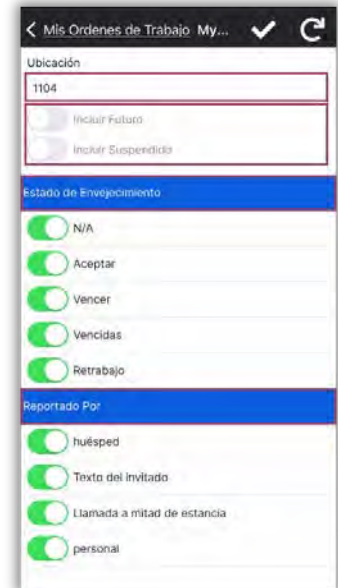 Mis Ordenes de Trabajo My...
Ubicación
1104
Incluir Futuro
Incluir Suspendido
Estado de Envejecimiento
N/A
Aceptar
Vencer
Vencidas
Retrabajo
Reportado Por
huésped
Texto del invitado
Llamada a mitad de estancia
personal